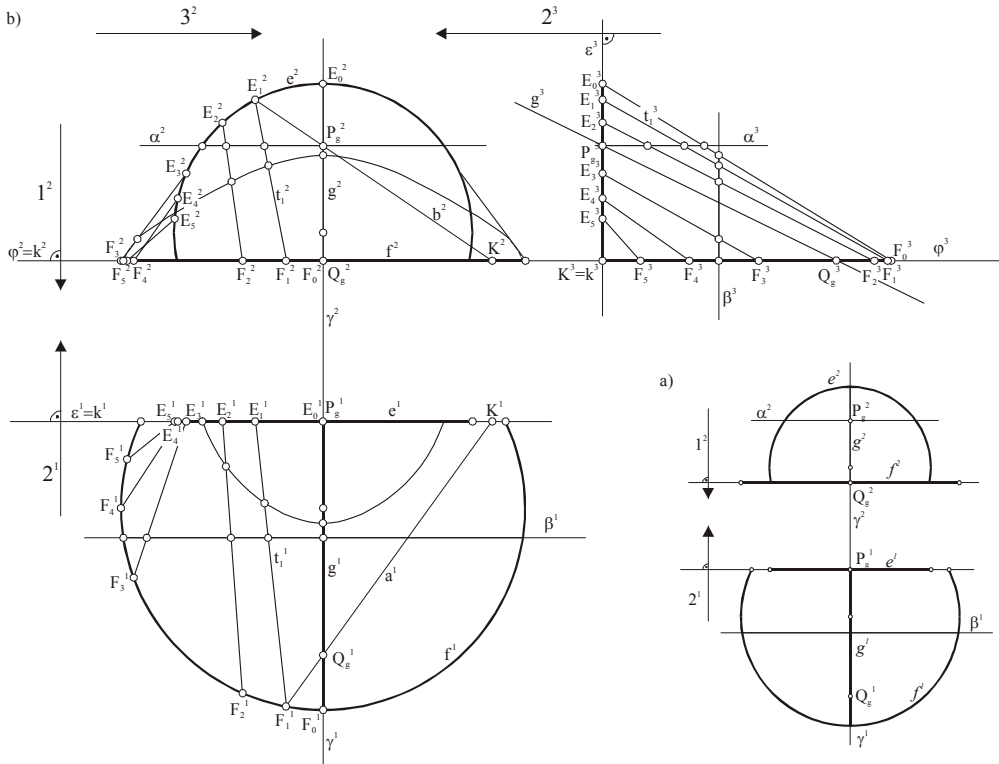 b)
3²
2³
ε³
e²
E₀²
E₁²
E₂²
α²
P_g²
E₃²
1²
E₄²
E₅²
t₁²
g²
b²
φ²=k²
F₃²
F₅²
F₄²
F₂²
F₁²
F₀²
Q_g²
f²
K²
γ²
E₀³
E₁³
E₂³
g³
t₁³
α³
P_g³
E₃³
E₄³
E₅³
K³=k³
F₅³
F₄³
F₃³
Q_g³
F₂³
F₁³
F₀³
φ³
β³
ε¹=k¹
E₅¹
E₃¹
E₂¹
E₁¹
E₀¹
P_g¹
e¹
K¹
E₄¹
F₅¹
2¹
F₄¹
β¹
t₁¹
g¹
a¹
F₃¹
Q_g¹
f¹
F₂¹
F₁¹
F₀¹
γ¹
a)
e²
α²
P_g²
1²
g²
f²
Q_g²
γ²
P_g¹
e¹
2¹
β¹
g¹
Q_g¹
f¹
γ¹